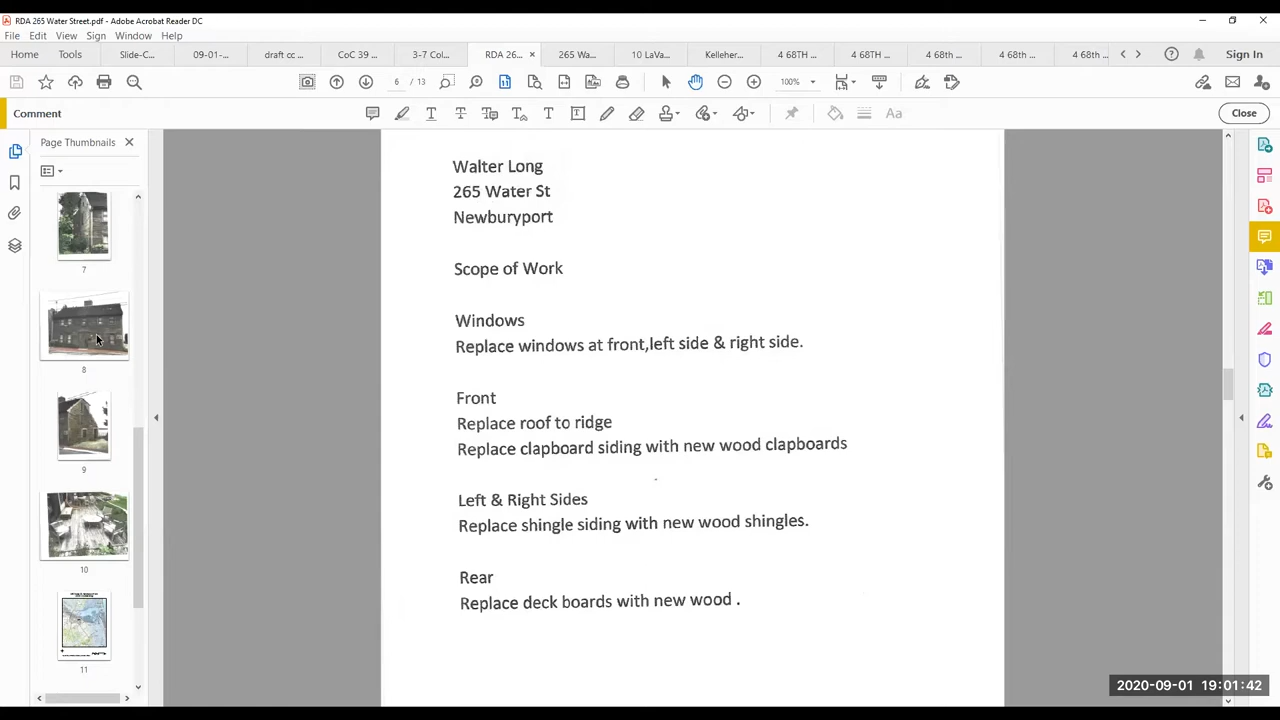 RDA 265 Water Street.pdf - Adobe Acrobat Reader DC
File Edit View Sign Window Help
Home Tools Slide-C... 09-01-... draft cc ... CoC 39 ... 3-7 Col... RDA 26... × 265 Wa... 10 LaVa... Kelleher... 4 68TH ... 4 68TH ... 4 68th ... 4 68th ... 4 68th ... Sign In
6 / 13 100%
Comment Close
Page Thumbnails
Walter Long
265 Water St
Newburyport
Scope of Work
Windows
Replace windows at front,left side & right side.
Front
Replace roof to ridge
Replace clapboard siding with new wood clapboards
Left & Right Sides
Replace shingle siding with new wood shingles.
Rear
Replace deck boards with new wood .
7
8
9
10
11
2020-09-01 19:01:42